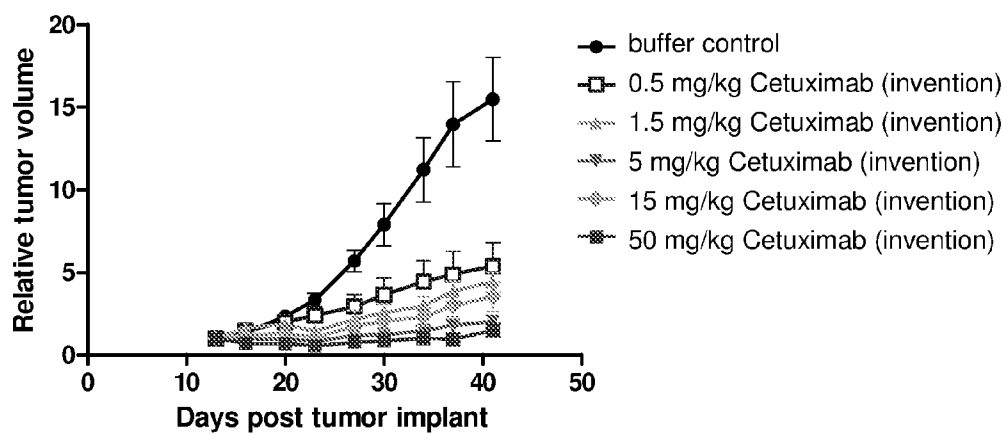 20
15
10
5
0
Relative tumor volume
0
10
20
30
40
50
Days post tumor implant
buffer control
0.5 mg/kg Cetuximab (invention)
1.5 mg/kg Cetuximab (invention)
5 mg/kg Cetuximab (invention)
15 mg/kg Cetuximab (invention)
50 mg/kg Cetuximab (invention)